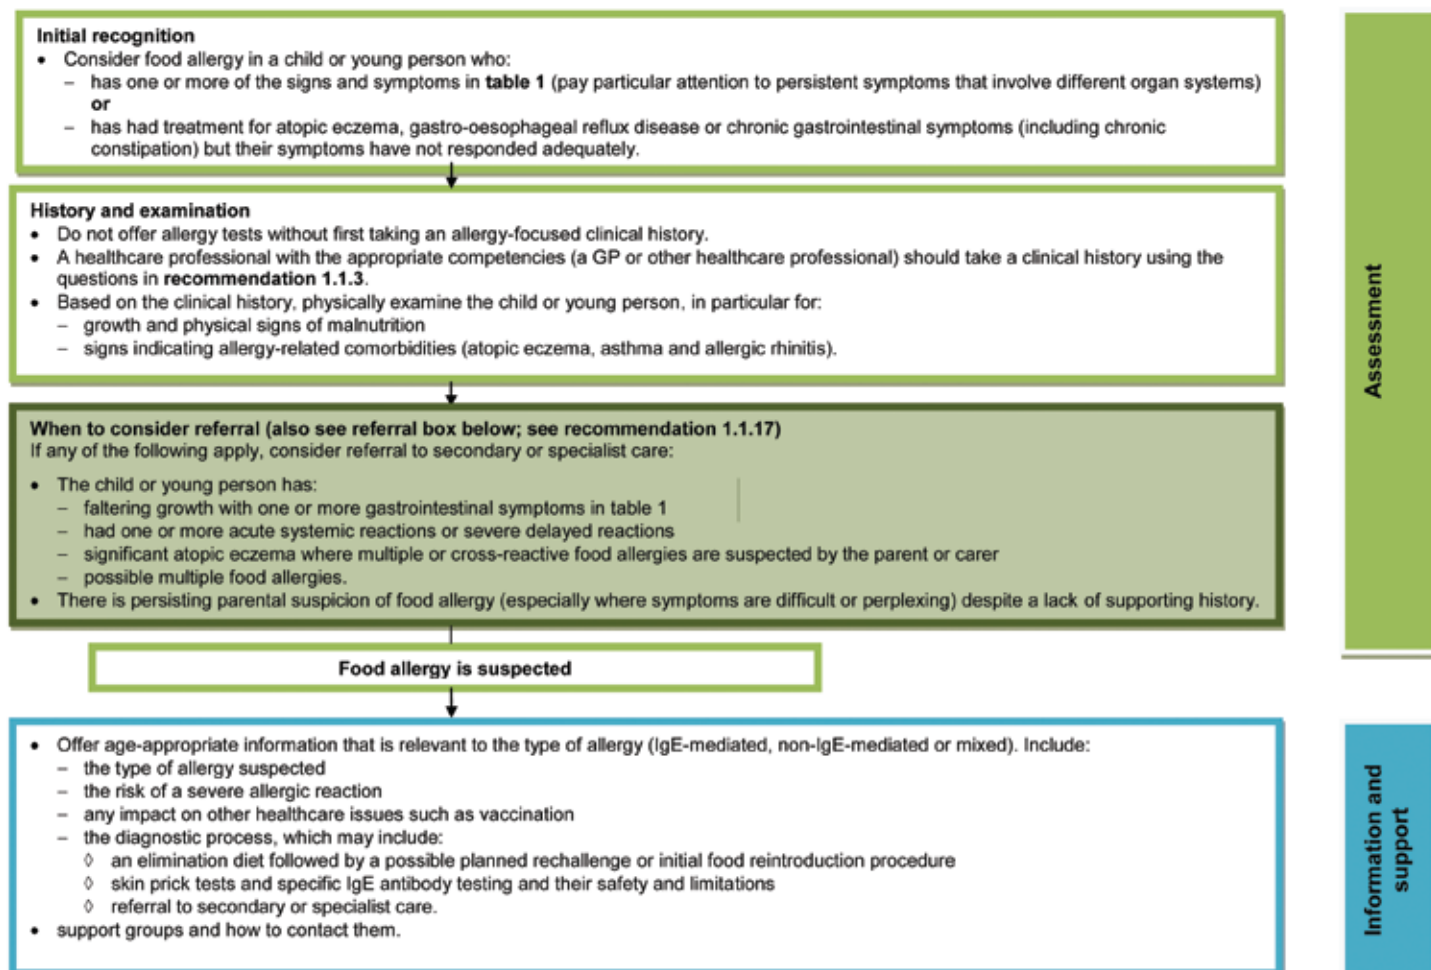 Initial recognition
• Consider food allergy in a child or young person who:
– has one or more of the signs and symptoms in table 1 (pay particular attention to persistent symptoms that involve different organ systems)
or
– has had treatment for atopic eczema, gastro-oesophageal reflux disease or chronic gastrointestinal symptoms (including chronic
constipation) but their symptoms have not responded adequately.
History and examination
• Do not offer allergy tests without first taking an allergy-focused clinical history.
• A healthcare professional with the appropriate competencies (a GP or other healthcare professional) should take a clinical history using the
questions in recommendation 1.1.3.
• Based on the clinical history, physically examine the child or young person, in particular for:
– growth and physical signs of malnutrition
– signs indicating allergy-related comorbidities (atopic eczema, asthma and allergic rhinitis).
When to consider referral (also see referral box below; see recommendation 1.1.17)
If any of the following apply, consider referral to secondary or specialist care:
• The child or young person has:
– faltering growth with one or more gastrointestinal symptoms in table 1
– had one or more acute systemic reactions or severe delayed reactions
– significant atopic eczema where multiple or cross-reactive food allergies are suspected by the parent or carer
– possible multiple food allergies.
• There is persisting parental suspicion of food allergy (especially where symptoms are difficult or perplexing) despite a lack of supporting history.
Food allergy is suspected
Assessment
• Offer age-appropriate information that is relevant to the type of allergy (IgE-mediated, non-IgE-mediated or mixed). Include:
– the type of allergy suspected
– the risk of a severe allergic reaction
– any impact on other healthcare issues such as vaccination
– the diagnostic process, which may include:
◊ an elimination diet followed by a possible planned rechallenge or initial food reintroduction procedure
◊ skin prick tests and specific IgE antibody testing and their safety and limitations
◊ referral to secondary or specialist care.
• support groups and how to contact them.
Information and
support